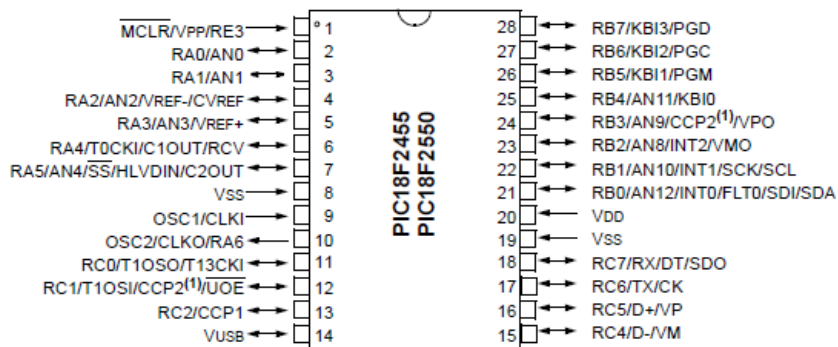 MCLR/VPP/RE3
RA0/AN0
RA1/AN1
RA2/AN2/VREF-/CVREF
RA3/AN3/VREF+
RA4/T0CKI/C1OUT/RCV
RA5/AN4/SS/HLVDIN/C2OUT
VSS
OSC1/CLKI
OSC2/CLKO/RA6
RC0/T1OSO/T13CKI
RC1/T1OSI/CCP2(1)/UOE
RC2/CCP1
VUSB
1
2
3
4
5
6
7
8
9
10
11
12
13
14
PIC18F2455
PIC18F2550
28
27
26
25
24
23
22
21
20
19
18
17
16
15
RB7/KBI3/PGD
RB6/KBI2/PGC
RB5/KBI1/PGM
RB4/AN11/KBI0
RB3/AN9/CCP2(1)/VPO
RB2/AN8/INT2/VMO
RB1/AN10/INT1/SCK/SCL
RB0/AN12/INT0/FLT0/SDI/SDA
VDD
VSS
RC7/RX/DT/SDO
RC6/TX/CK
RC5/D+/VP
RC4/D-/VM